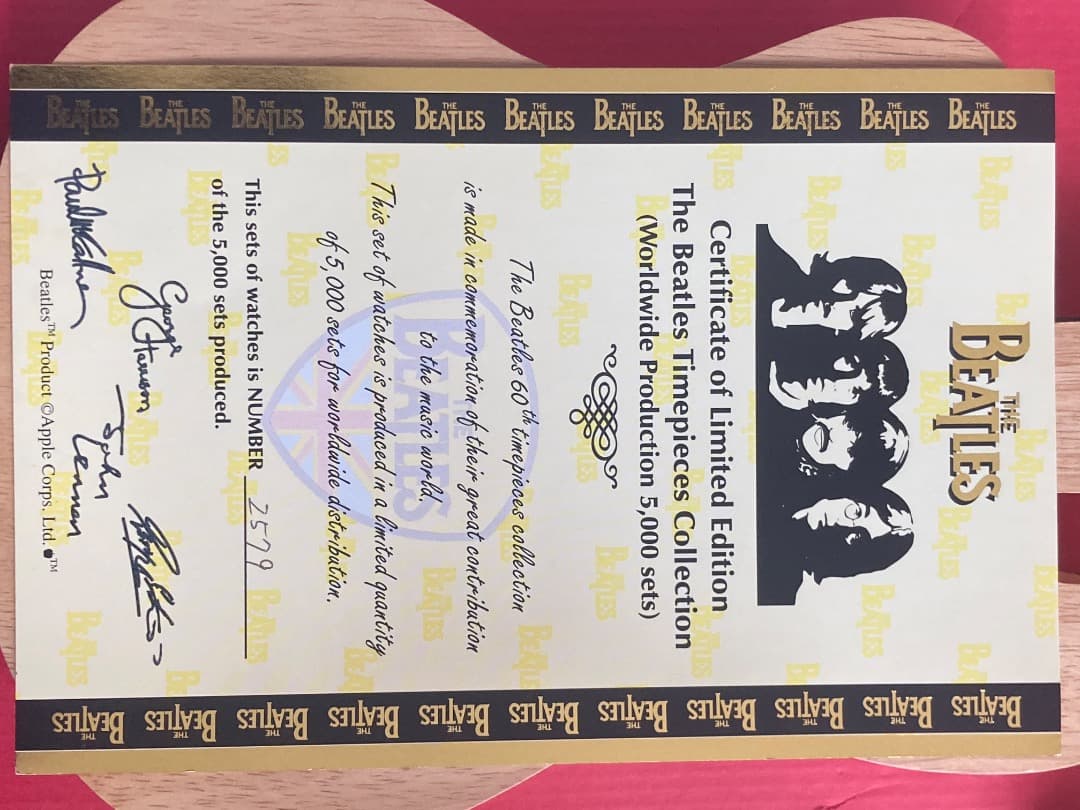 THE BEATLES THE BEATLES THE BEATLES THE BEATLES THE BEATLES THE BEATLES THE BEATLES THE BEATLES THE BEATLES THE BEATLES THE BEATLES
THE
BEATLES
Certificate of Limited Edition
The Beatles Timepieces Collection
(Worldwide Production 5,000 sets)
The Beatles 60th timepieces collection
is made in commemoration of their great contribution
to the music world.
This set of watches is produced in a limited quantity
of 5,000 sets for worldwide distribution.
THE
BEATLES
This sets of watches is NUMBER 2579
of the 5,000 sets produced.
Paul McCartney
George Harrison
John Lennon
Beatles™ Product ©Apple Corps. Ltd. ™
THE BEATLES THE BEATLES THE BEATLES THE BEATLES THE BEATLES THE BEATLES THE BEATLES THE BEATLES THE BEATLES THE BEATLES THE BEATLES